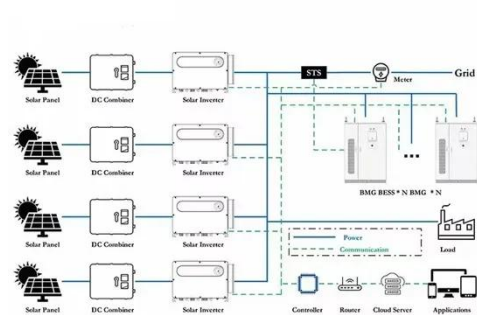 STS
Meter
Grid
Solar Panel
DC Combiner
Solar Inverter
Solar Panel
DC Combiner
Solar Inverter
BMG BESS * N BMG * N
Solar Panel
DC Combiner
Solar Inverter
Power
Communication
Load
Solar Panel
DC Combiner
Solar Inverter
Controller
Router
Cloud Server
Applications